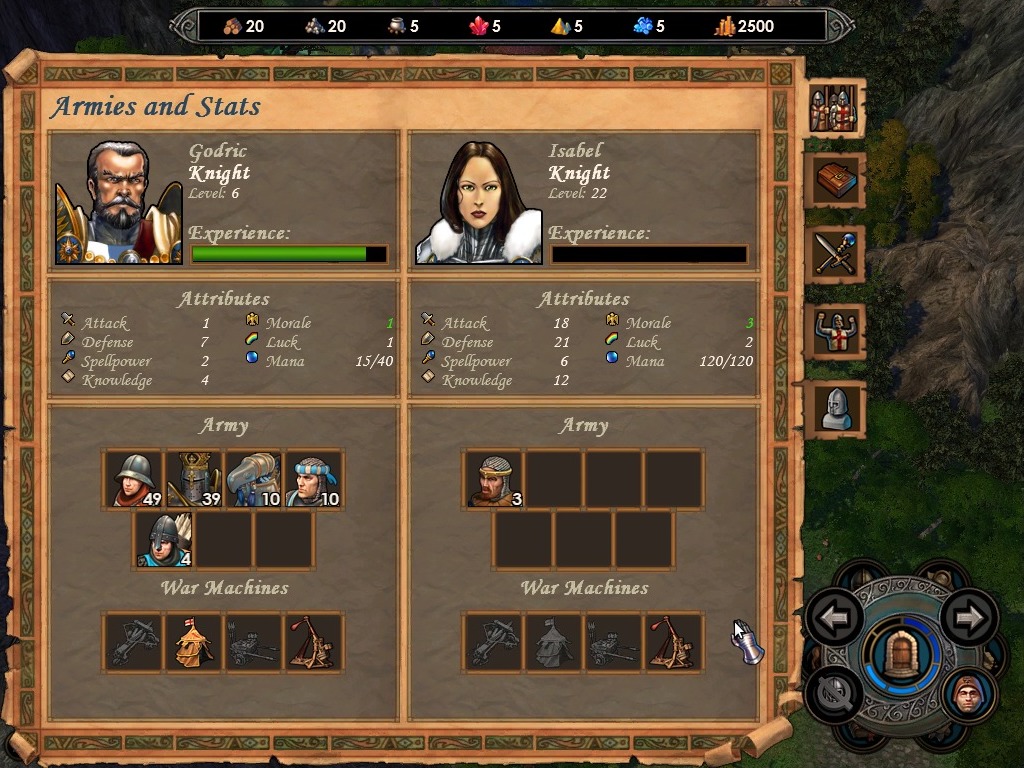 20 20 5 5 5 5 2500
Armies and Stats
Godric
Knight
Level: 6
Experience:
Isabel
Knight
Level: 22
Experience:
Attributes
Attack 1 Morale 1
Defense 7 Luck 1
Spellpower 2 Mana 15/40
Knowledge 4
Attributes
Attack 18 Morale 3
Defense 21 Luck 2
Spellpower 6 Mana 120/120
Knowledge 12
Army
49 39 10 10
4
War Machines
Army
3
War Machines